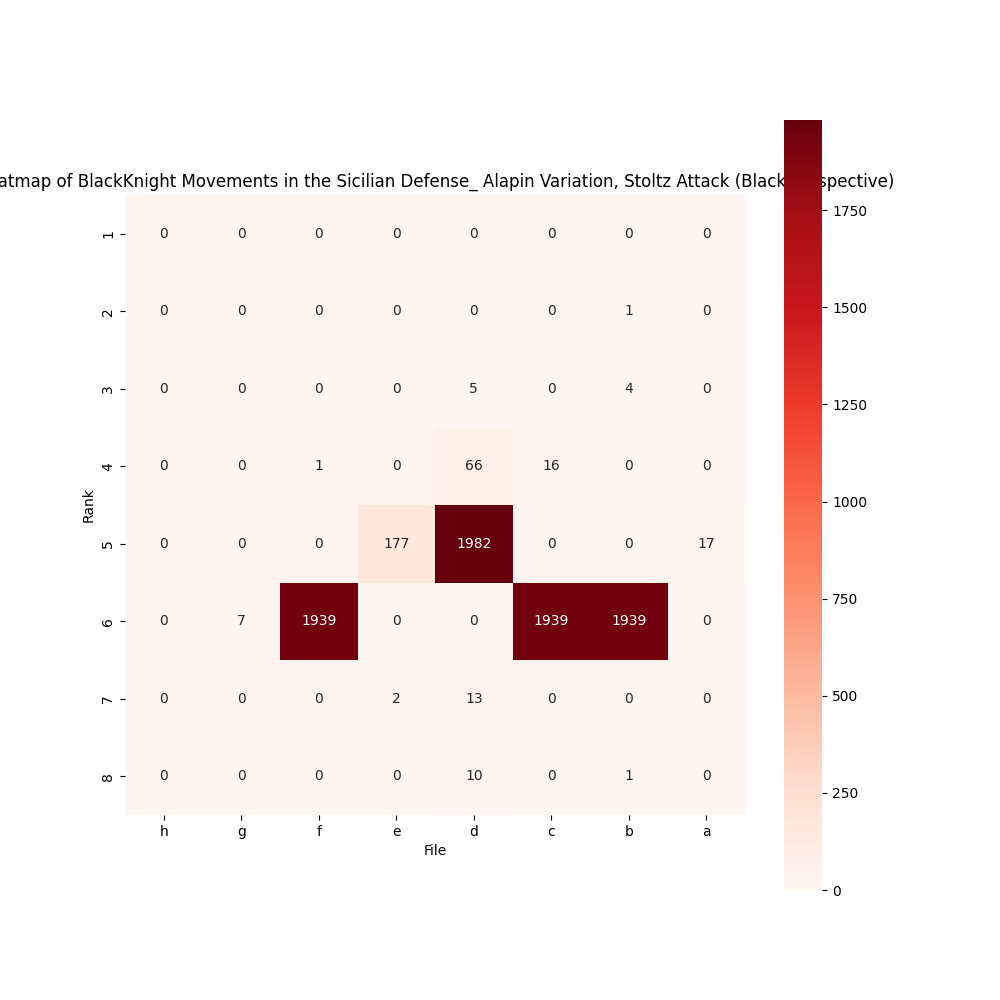 atmap of BlackKnight Movements in the Sicilian Defense_ Alapin Variation, Stoltz Attack (Black spective)
1 0 0 0 0 0 0 0 0
2 0 0 0 0 0 0 1 0
3 0 0 0 0 5 0 4 0
4 0 0 1 0 66 16 0 0
Rank
5 0 0 0 177 1982 0 0 17
6 0 7 1939 0 0 1939 1939 0
7 0 0 0 2 13 0 0 0
8 0 0 0 0 10 0 1 0
h g f e d c b a
File
1750
1500
1250
1000
750
500
250
0